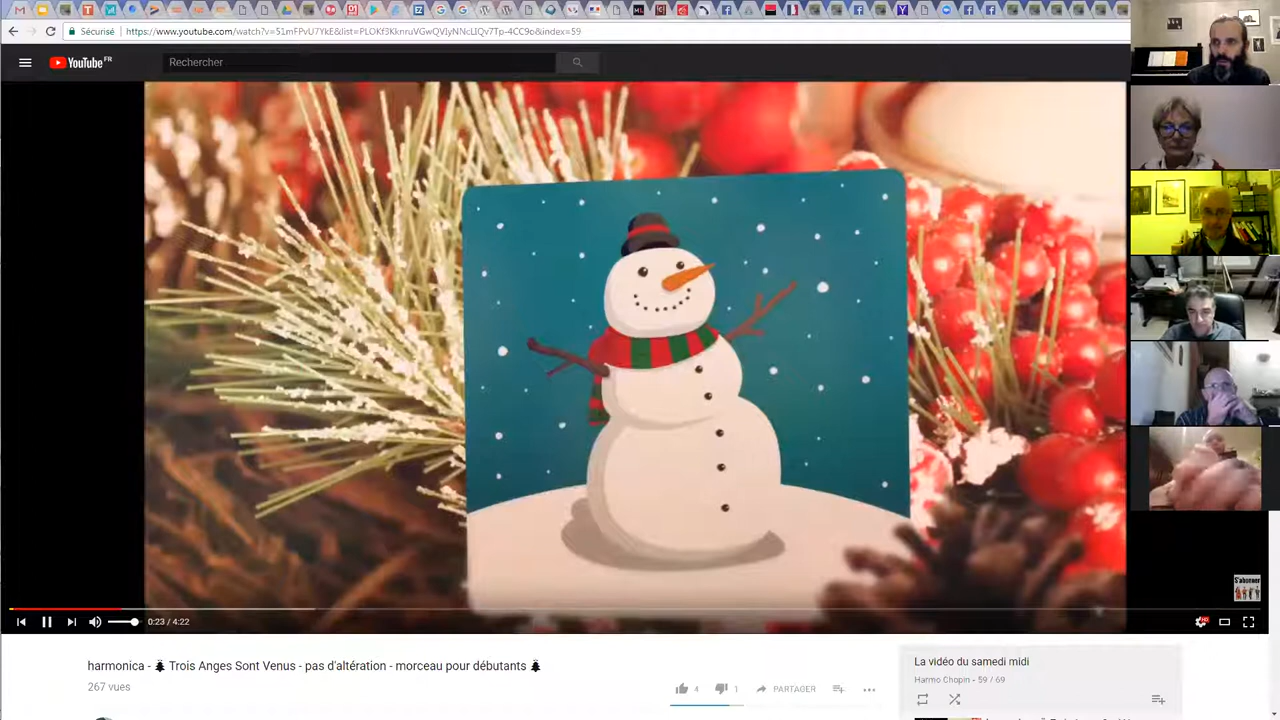 Sécurisé https://www.youtube.com/watch?v=51mFPvU7YkE&list=PLOKf3KknruVGwQVIyNNcLDK7Tp-4CC9o&index=59
YouTube FR
Rechercher
S'abonner
0:23 / 4:22
HD
harmonica - 🌲 Trois Anges Sont Venus - pas d'altération - morceau pour débutants 🌲
267 vues
4 1 PARTAGER
La vidéo du samedi midi
Harmo Chopin - 59 / 69